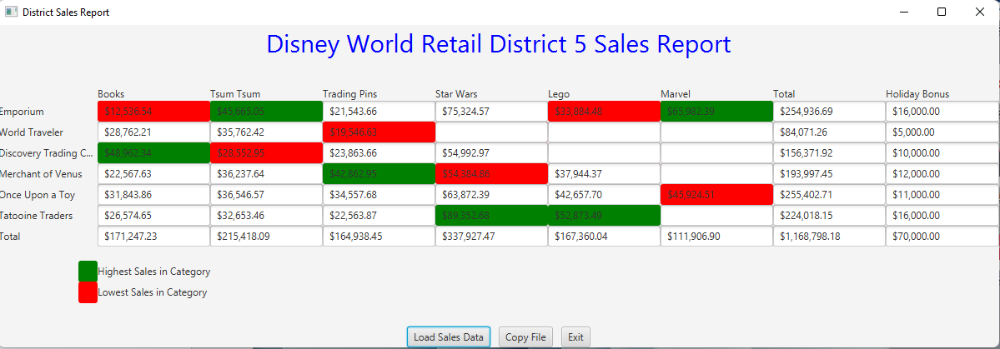 District Sales Report
Disney World Retail District 5 Sales Report
Books Tsum Tsum Trading Pins Star Wars Lego Marvel Total Holiday Bonus
Emporium $12,536.54 $45,665.05 $21,543.66 $75,324.57 $33,884.48 $65,982.39 $254,936.69 $16,000.00
World Traveler $28,762.21 $35,762.42 $19,546.63 $84,071.26 $5,000.00
Discovery Trading C... $48,962.34 $28,552.95 $23,863.66 $54,992.97 $156,371.92 $10,000.00
Merchant of Venus $22,567.63 $36,237.64 $42,862.95 $54,384.86 $37,944.37 $193,997.45 $12,000.00
Once Upon a Toy $31,843.86 $36,546.57 $34,557.68 $63,872.39 $42,657.70 $45,924.51 $255,402.71 $11,000.00
Tatooine Traders $26,574.65 $32,653.46 $22,563.87 $89,352.68 $52,873.49 $224,018.15 $16,000.00
Total $171,247.23 $215,418.09 $164,938.45 $337,927.47 $167,360.04 $111,906.90 $1,168,798.18 $70,000.00
Highest Sales in Category
Lowest Sales in Category
Load Sales Data Copy File Exit